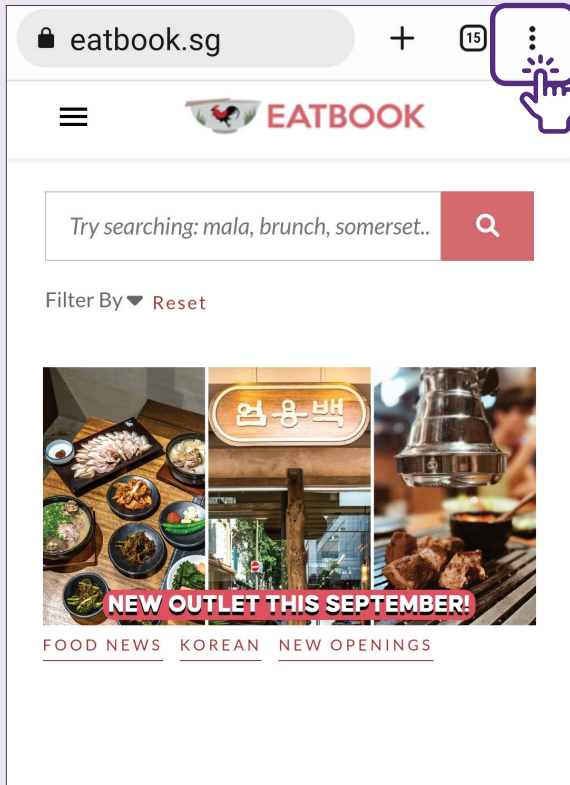 eatbook.sg
15
EATBOOK
Try searching: mala, brunch, somerset..
Filter By Reset
엄용백
NEW OUTLET THIS SEPTEMBER!
FOOD NEWS KOREAN NEW OPENINGS